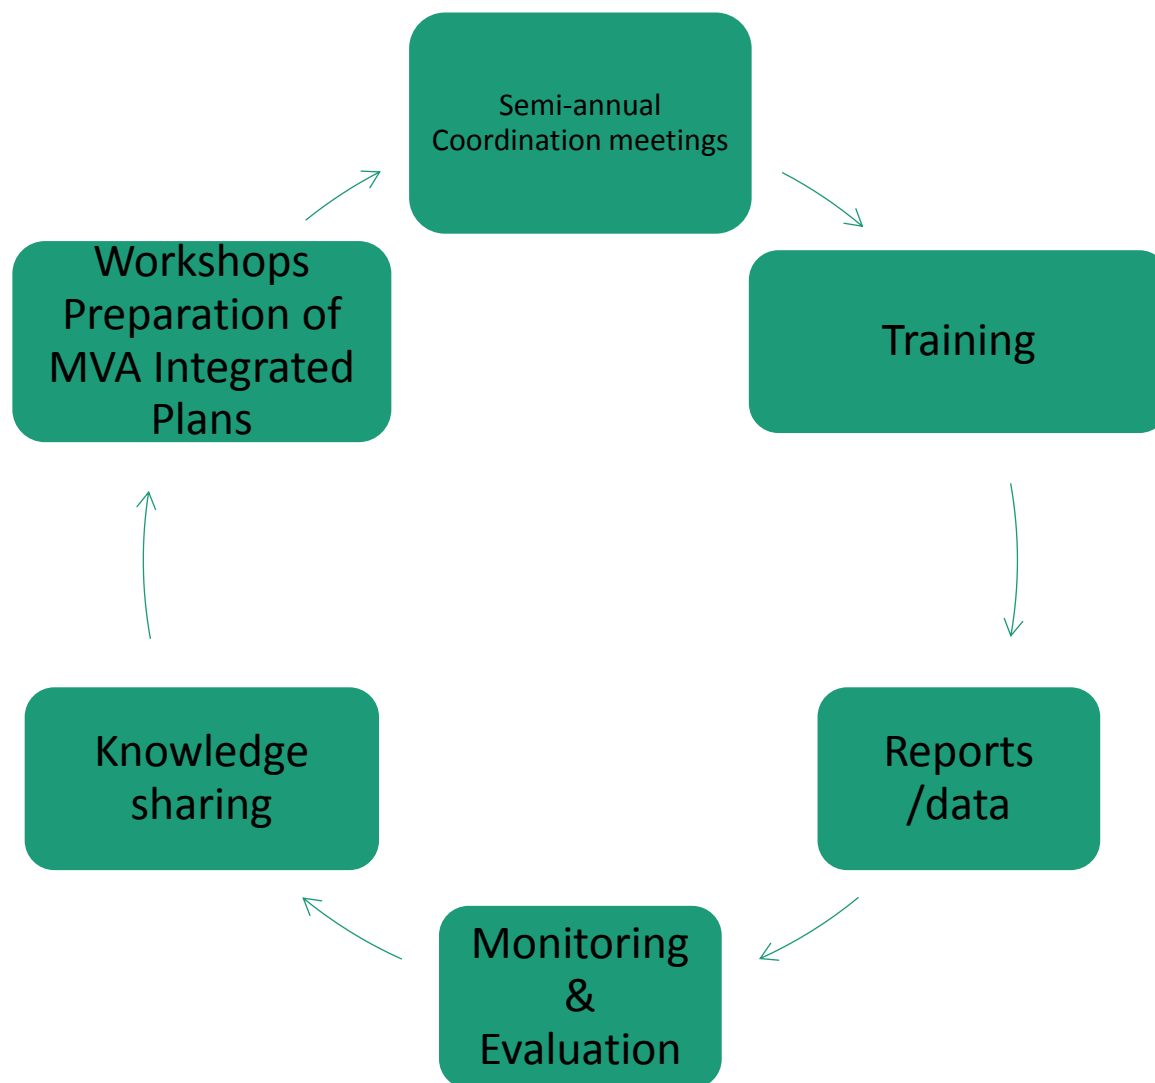 Semi-annual
Coordination meetings
Training
Reports
/data
Monitoring
&
Evaluation
Knowledge
sharing
Workshops
Preparation of
MVA Integrated
Plans